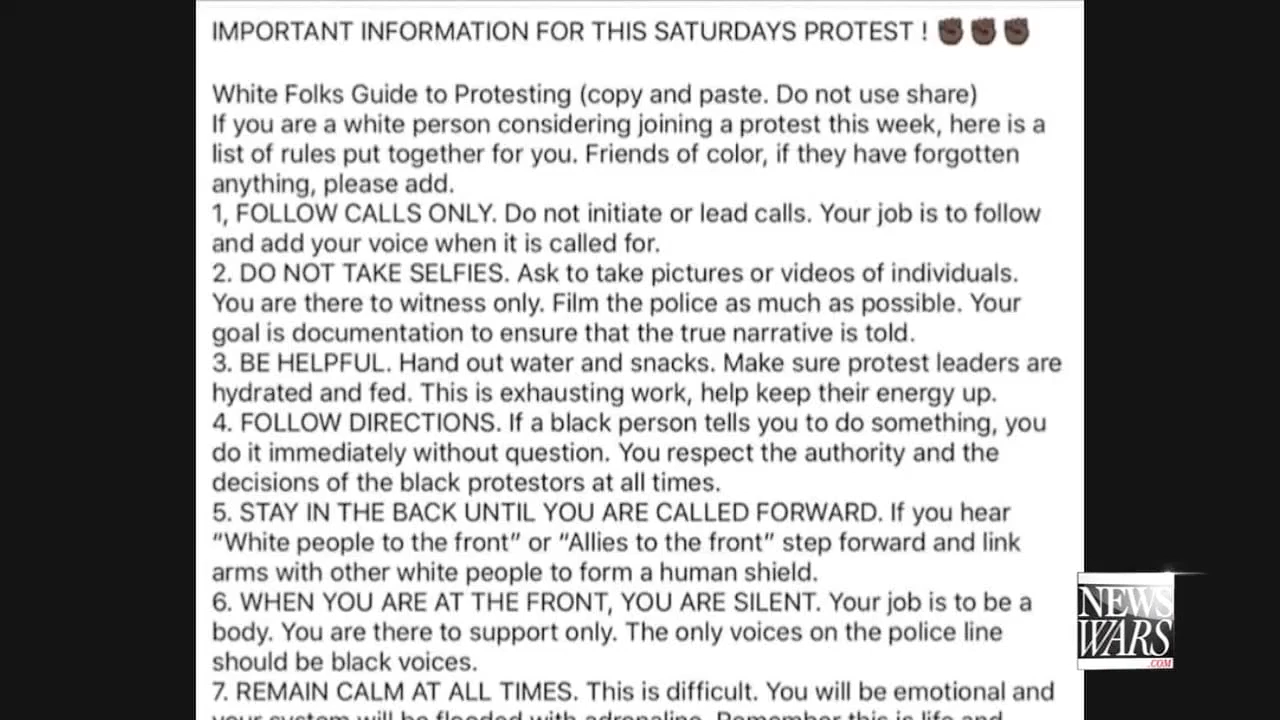 IMPORTANT INFORMATION FOR THIS SATURDAYS PROTEST ! ✊🏿✊🏿✊🏿
White Folks Guide to Protesting (copy and paste. Do not use share)
If you are a white person considering joining a protest this week, here is a
list of rules put together for you. Friends of color, if they have forgotten
anything, please add.
1, FOLLOW CALLS ONLY. Do not initiate or lead calls. Your job is to follow
and add your voice when it is called for.
2. DO NOT TAKE SELFIES. Ask to take pictures or videos of individuals.
You are there to witness only. Film the police as much as possible. Your
goal is documentation to ensure that the true narrative is told.
3. BE HELPFUL. Hand out water and snacks. Make sure protest leaders are
hydrated and fed. This is exhausting work, help keep their energy up.
4. FOLLOW DIRECTIONS. If a black person tells you to do something, you
do it immediately without question. You respect the authority and the
decisions of the black protestors at all times.
5. STAY IN THE BACK UNTIL YOU ARE CALLED FORWARD. If you hear
“White people to the front” or “Allies to the front” step forward and link
arms with other white people to form a human shield.
6. WHEN YOU ARE AT THE FRONT, YOU ARE SILENT. Your job is to be a
body. You are there to support only. The only voices on the police line
should be black voices.
7. REMAIN CALM AT ALL TIMES. This is difficult. You will be emotional and
your system will be flooded with adrenaline. Remember this is life and
NEWS
WARS
.COM